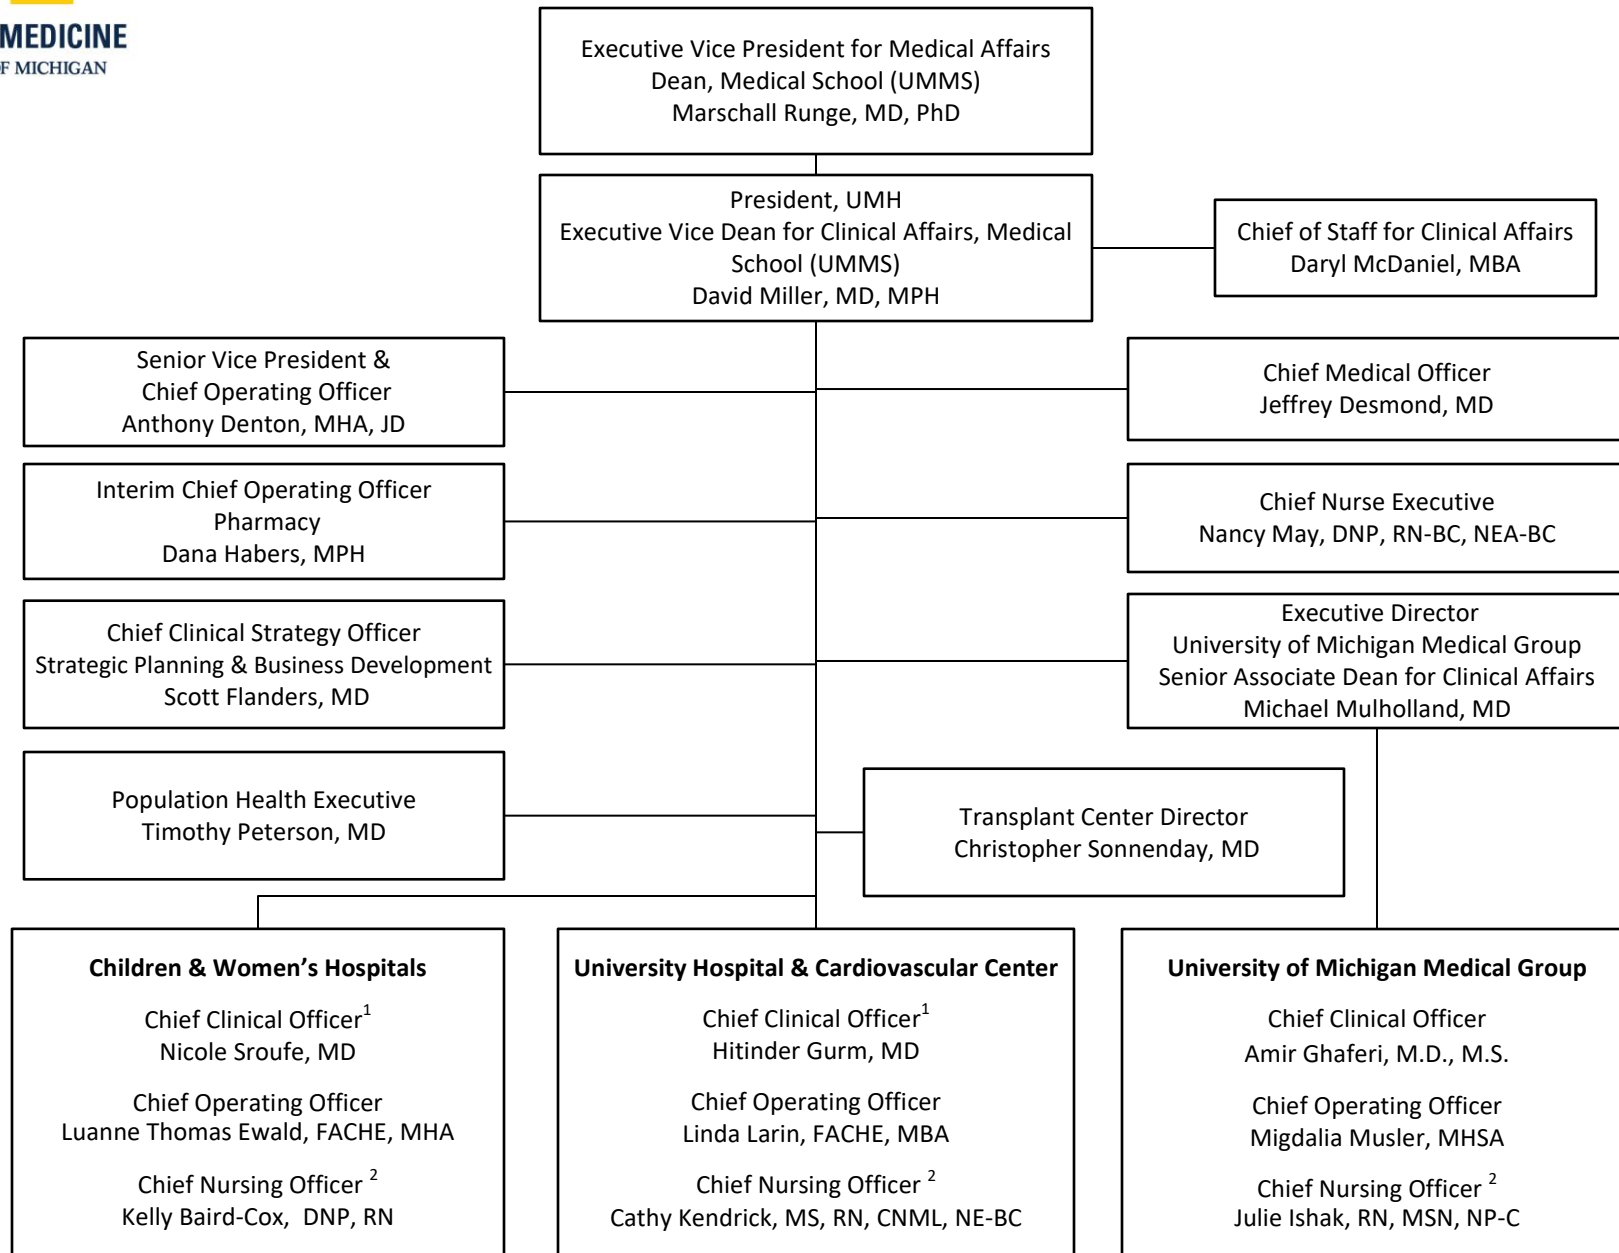 MEDICINE
OF MICHIGAN
Executive Vice President for Medical Affairs
Dean, Medical School (UMMS)
Marschall Runge, MD, PhD
President, UMH
Executive Vice Dean for Clinical Affairs, Medical
School (UMMS)
David Miller, MD, MPH
Chief of Staff for Clinical Affairs
Daryl McDaniel, MBA
Senior Vice President &
Chief Operating Officer
Anthony Denton, MHA, JD
Chief Medical Officer
Jeffrey Desmond, MD
Interim Chief Operating Officer
Pharmacy
Dana Habers, MPH
Chief Nurse Executive
Nancy May, DNP, RN-BC, NEA-BC
Chief Clinical Strategy Officer
Strategic Planning & Business Development
Scott Flanders, MD
Executive Director
University of Michigan Medical Group
Senior Associate Dean for Clinical Affairs
Michael Mulholland, MD
Population Health Executive
Timothy Peterson, MD
Transplant Center Director
Christopher Sonnenday, MD
Children & Women's Hospitals
Chief Clinical Officer¹
Nicole Sroufe, MD
Chief Operating Officer
Luanne Thomas Ewald, FACHE, MHA
Chief Nursing Officer ²
Kelly Baird-Cox, DNP, RN
University Hospital & Cardiovascular Center
Chief Clinical Officer¹
Hitinder Gurm, MD
Chief Operating Officer
Linda Larin, FACHE, MBA
Chief Nursing Officer ²
Cathy Kendrick, MS, RN, CNML, NE-BC
University of Michigan Medical Group
Chief Clinical Officer
Amir Ghaferi, M.D., M.S.
Chief Operating Officer
Migdalia Musler, MHSA
Chief Nursing Officer ²
Julie Ishak, RN, MSN, NP-C